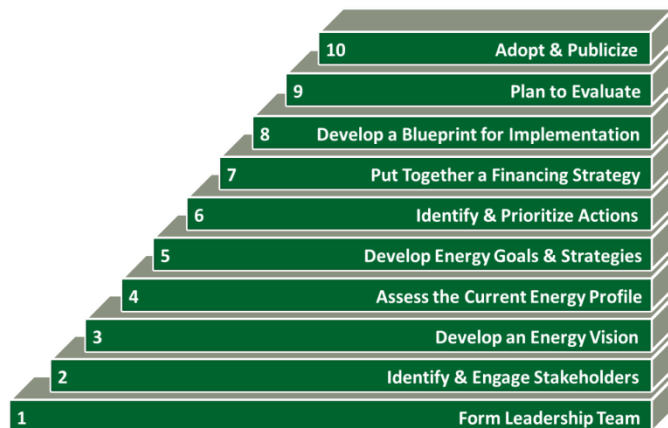 10 Adopt & Publicize
9 Plan to Evaluate
8 Develop a Blueprint for Implementation
7 Put Together a Financing Strategy
6 Identify & Prioritize Actions
5 Develop Energy Goals & Strategies
4 Assess the Current Energy Profile
3 Develop an Energy Vision
2 Identify & Engage Stakeholders
1 Form Leadership Team